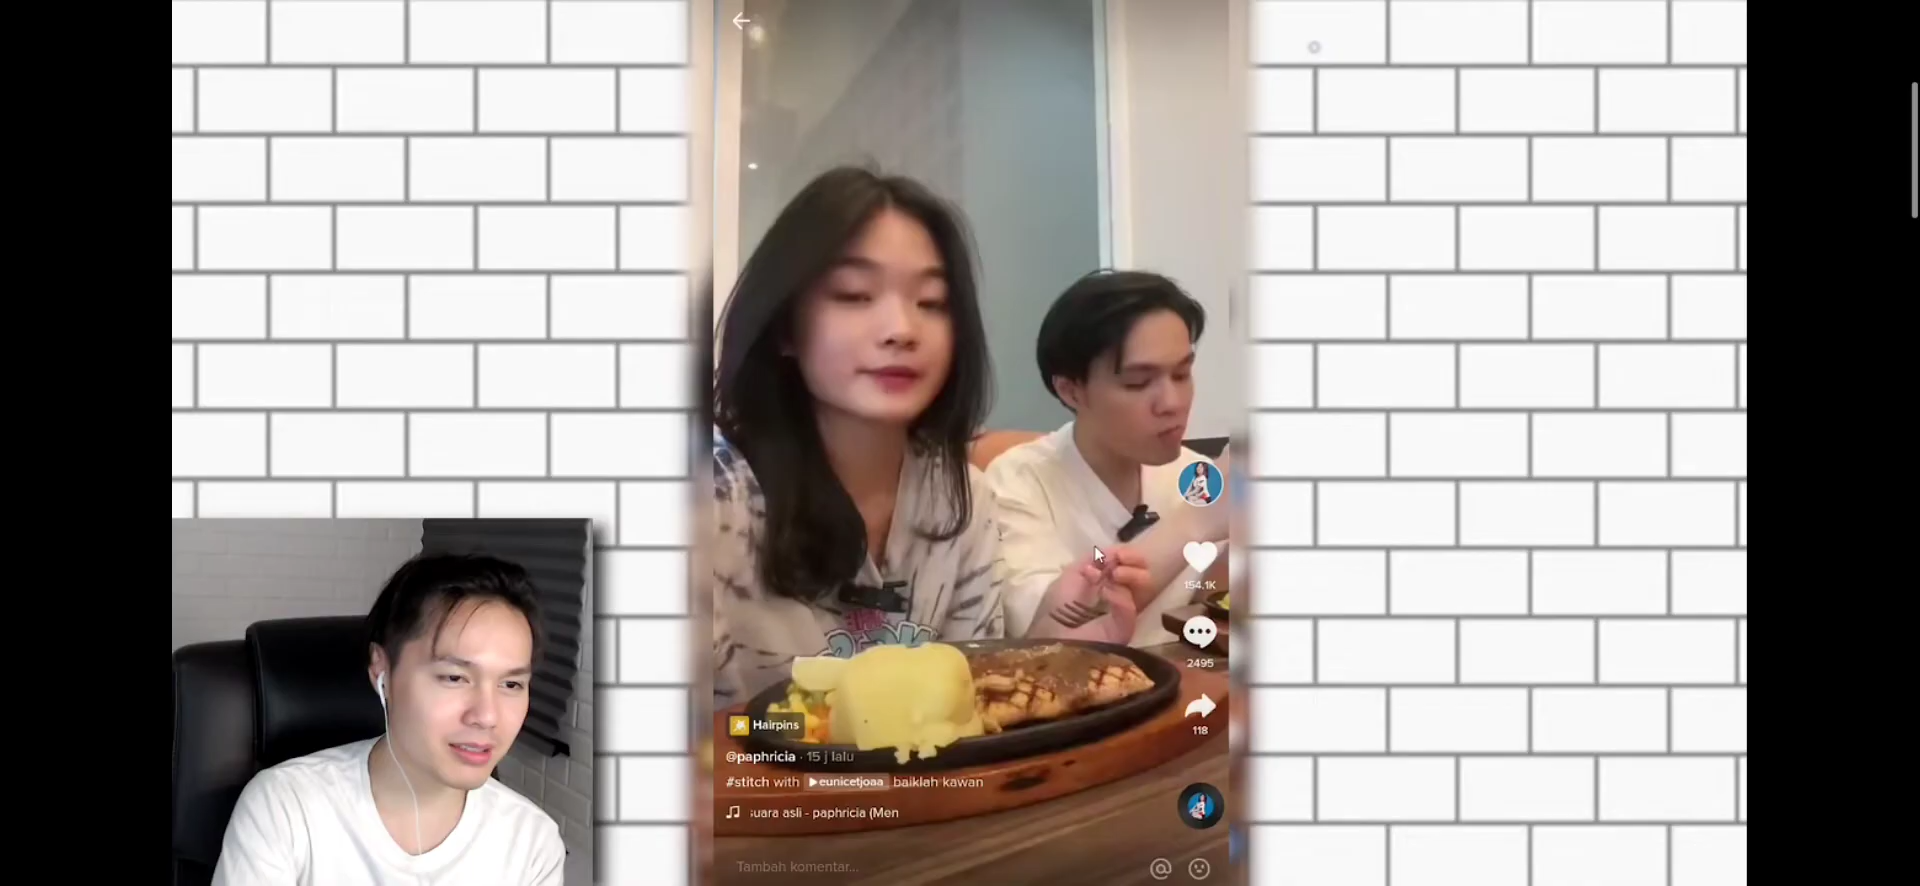 154.1K
2495
118
Hairpins
@paphricia · 15 j lalu
#stitch with ▶eunicetjoaa baiklah kawan
suara asli - paphricia (Men
Tambah komentar...